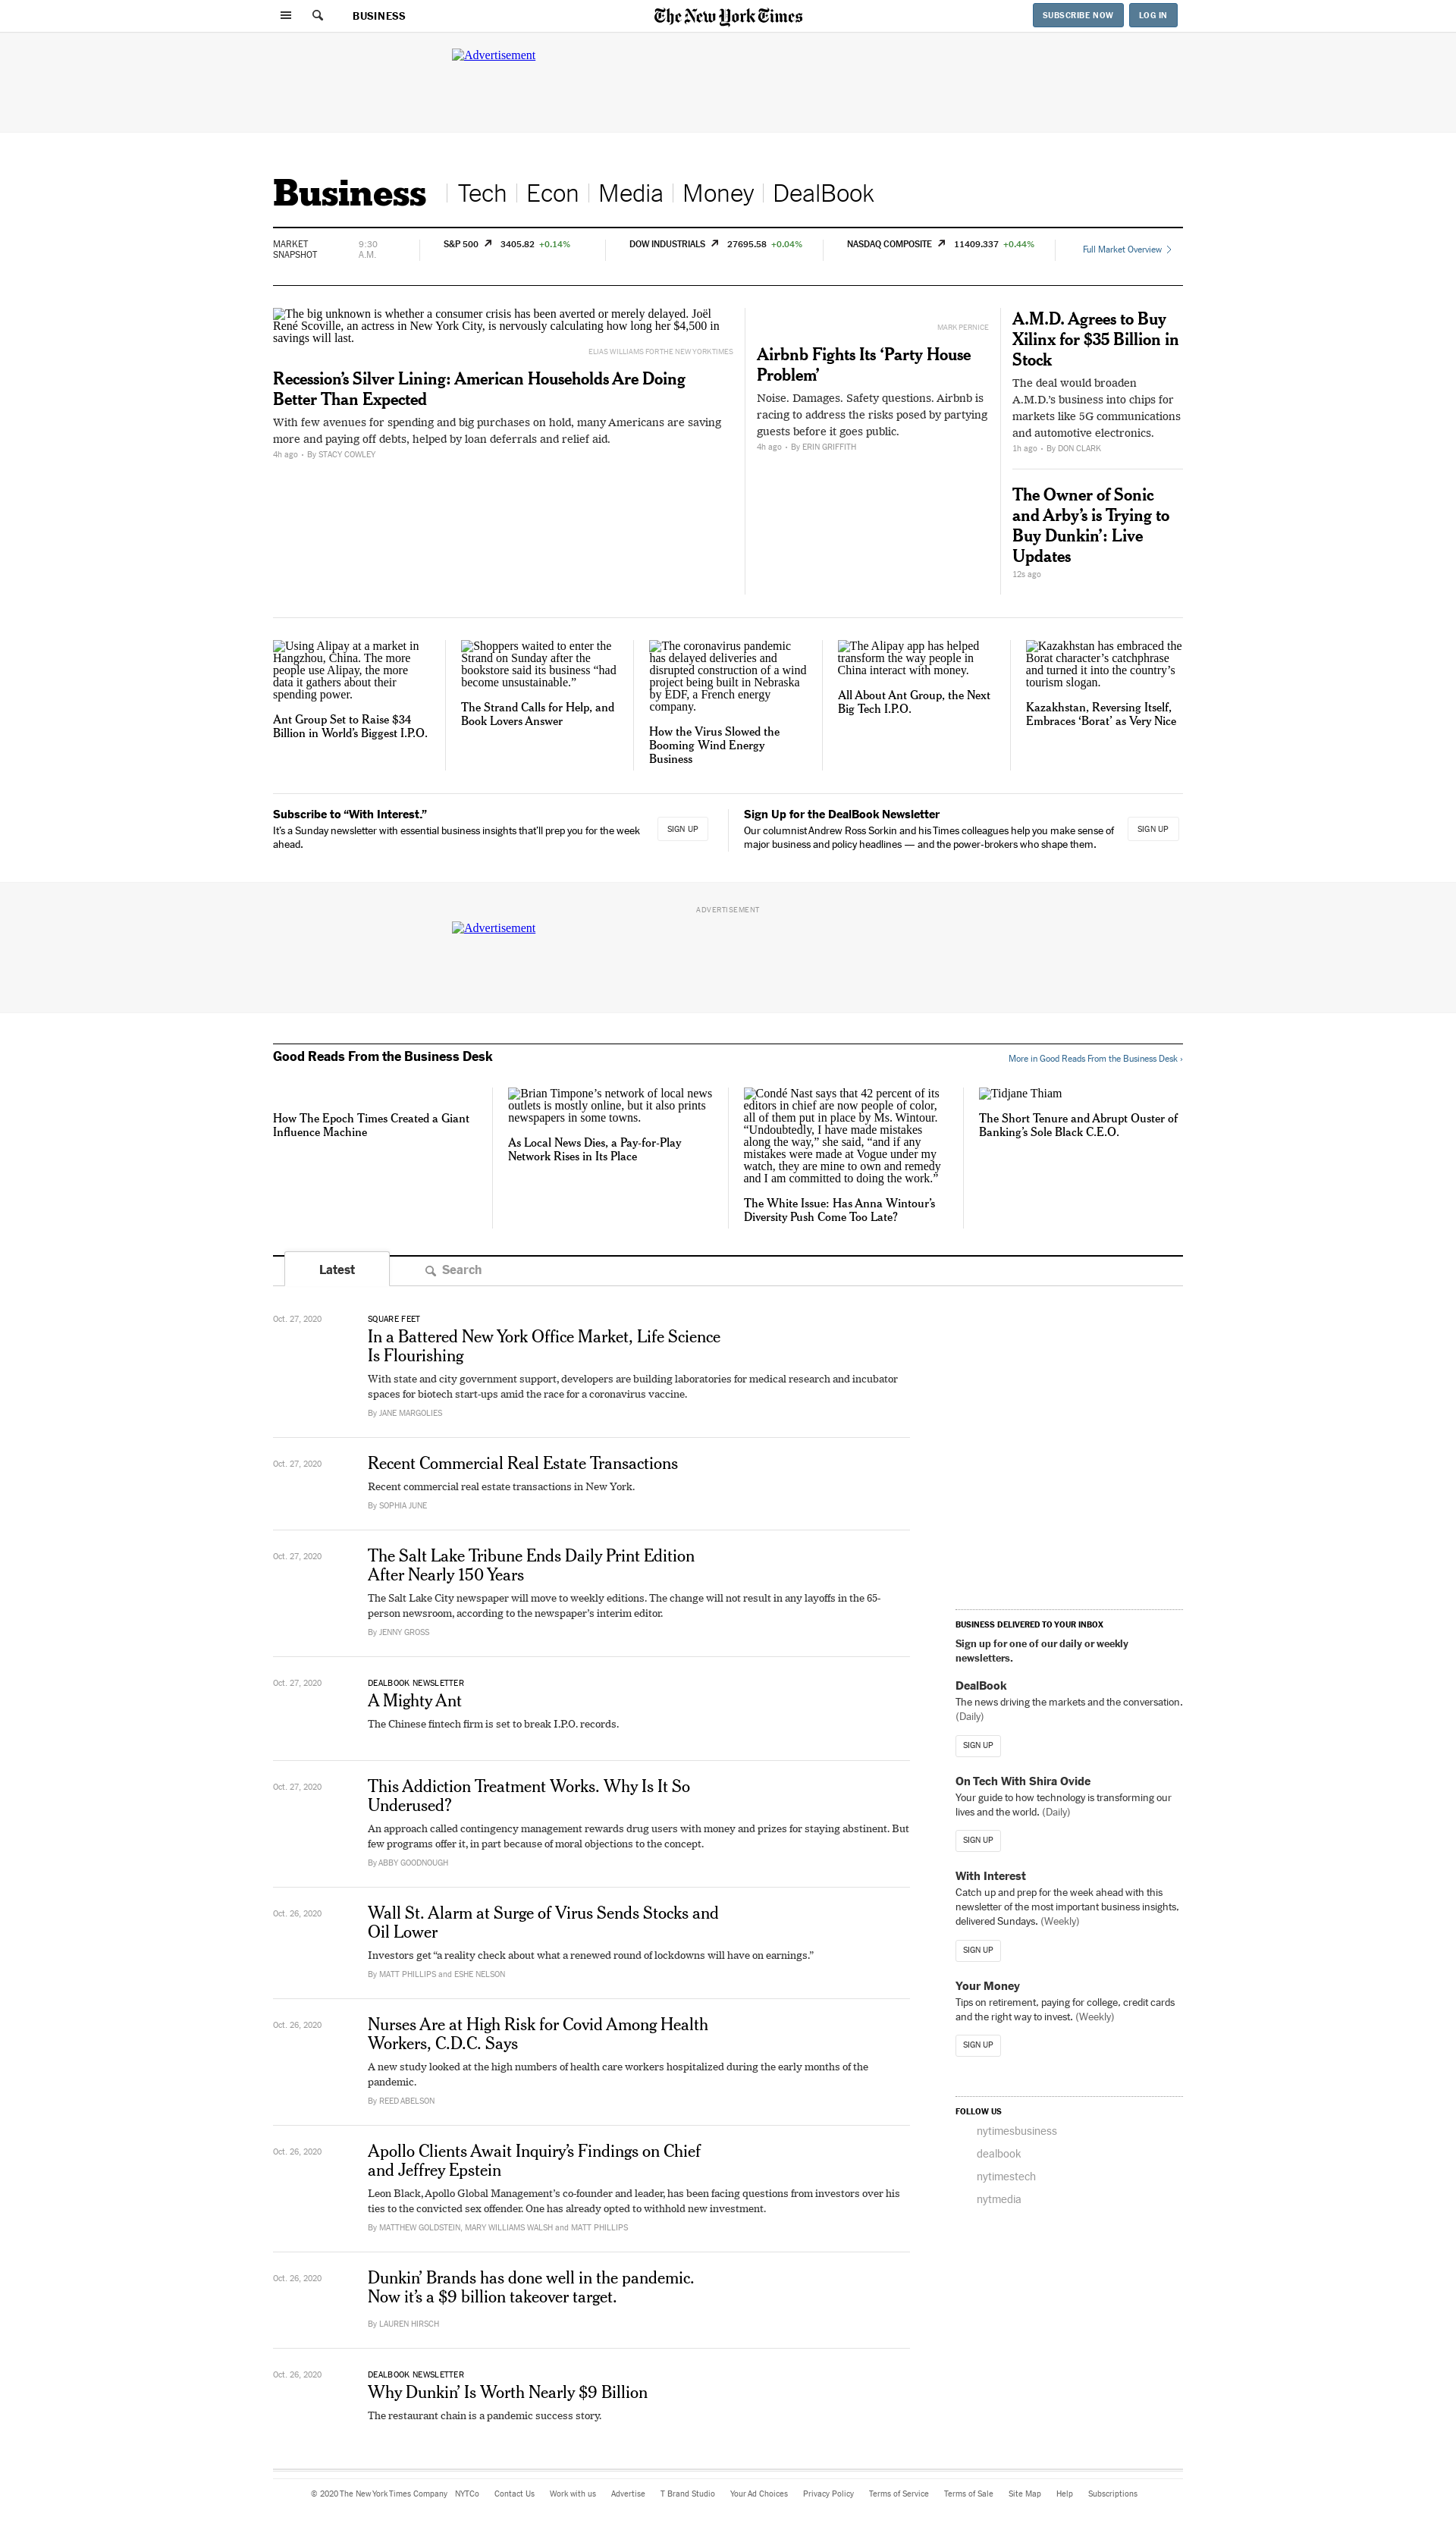 BUSINESS
The New York Times
SUBSCRIBE NOW
LOG IN
Advertisement
Business
Tech
Econ
Media
Money
DealBook
MARKET
SNAPSHOT
9:30
A.M.
S&P 500 3405.82 +0.14%
DOW INDUSTRIALS 27695.58 +0.04%
NASDAQ COMPOSITE 11409.337 +0.44%
Full Market Overview
The big unknown is whether a consumer crisis has been averted or merely delayed. Joël
René Scoville, an actress in New York City, is nervously calculating how long her $4,500 in
savings will last.
ELIAS WILLIAMS FOR THE NEW YORK TIMES
Recession’s Silver Lining: American Households Are Doing
Better Than Expected
With few avenues for spending and big purchases on hold, many Americans are saving
more and paying off debts, helped by loan deferrals and relief aid.
4h ago • By STACY COWLEY
MARK PERNICE
Airbnb Fights Its ‘Party House
Problem’
Noise. Damages. Safety questions. Airbnb is
racing to address the risks posed by partying
guests before it goes public.
4h ago • By ERIN GRIFFITH
A.M.D. Agrees to Buy
Xilinx for $35 Billion in
Stock
The deal would broaden
A.M.D.’s business into chips for
markets like 5G communications
and automotive electronics.
1h ago • By DON CLARK
The Owner of Sonic
and Arby’s is Trying to
Buy Dunkin’: Live
Updates
12s ago
Using Alipay at a market in
Hangzhou, China. The more
people use Alipay, the more
data it gathers about their
spending power.
Ant Group Set to Raise $34
Billion in World’s Biggest I.P.O.
Shoppers waited to enter the
Strand on Sunday after the
bookstore said its business “had
become unsustainable.”
The Strand Calls for Help, and
Book Lovers Answer
The coronavirus pandemic
has delayed deliveries and
disrupted construction of a wind
project being built in Nebraska
by EDF, a French energy
company.
How the Virus Slowed the
Booming Wind Energy
Business
The Alipay app has helped
transform the way people in
China interact with money.
All About Ant Group, the Next
Big Tech I.P.O.
Kazakhstan has embraced the
Borat character’s catchphrase
and turned it into the country’s
tourism slogan.
Kazakhstan, Reversing Itself,
Embraces ‘Borat’ as Very Nice
Subscribe to “With Interest.”
It’s a Sunday newsletter with essential business insights that’ll prep you for the week
ahead.
SIGN UP
Sign Up for the DealBook Newsletter
Our columnist Andrew Ross Sorkin and his Times colleagues help you make sense of
major business and policy headlines — and the power-brokers who shape them.
SIGN UP
ADVERTISEMENT
Advertisement
Good Reads From the Business Desk
More in Good Reads From the Business Desk ›
How The Epoch Times Created a Giant
Influence Machine
Brian Timpone’s network of local news
outlets is mostly online, but it also prints
newspapers in some towns.
As Local News Dies, a Pay-for-Play
Network Rises in Its Place
Condé Nast says that 42 percent of its
editors in chief are now people of color,
all of them put in place by Ms. Wintour.
“Undoubtedly, I have made mistakes
along the way,” she said, “and if any
mistakes were made at Vogue under my
watch, they are mine to own and remedy
and I am committed to doing the work.”
The White Issue: Has Anna Wintour’s
Diversity Push Come Too Late?
Tidjane Thiam
The Short Tenure and Abrupt Ouster of
Banking’s Sole Black C.E.O.
Latest
Search
Oct. 27, 2020
SQUARE FEET
In a Battered New York Office Market, Life Science
Is Flourishing
With state and city government support, developers are building laboratories for medical research and incubator
spaces for biotech start-ups amid the race for a coronavirus vaccine.
By JANE MARGOLIES
Oct. 27, 2020
Recent Commercial Real Estate Transactions
Recent commercial real estate transactions in New York.
By SOPHIA JUNE
Oct. 27, 2020
The Salt Lake Tribune Ends Daily Print Edition
After Nearly 150 Years
The Salt Lake City newspaper will move to weekly editions. The change will not result in any layoffs in the 65-
person newsroom, according to the newspaper’s interim editor.
By JENNY GROSS
Oct. 27, 2020
DEALBOOK NEWSLETTER
A Mighty Ant
The Chinese fintech firm is set to break I.P.O. records.
Oct. 27, 2020
This Addiction Treatment Works. Why Is It So
Underused?
An approach called contingency management rewards drug users with money and prizes for staying abstinent. But
few programs offer it, in part because of moral objections to the concept.
By ABBY GOODNOUGH
Oct. 26, 2020
Wall St. Alarm at Surge of Virus Sends Stocks and
Oil Lower
Investors get “a reality check about what a renewed round of lockdowns will have on earnings.”
By MATT PHILLIPS and ESHE NELSON
Oct. 26, 2020
Nurses Are at High Risk for Covid Among Health
Workers, C.D.C. Says
A new study looked at the high numbers of health care workers hospitalized during the early months of the
pandemic.
By REED ABELSON
Oct. 26, 2020
Apollo Clients Await Inquiry’s Findings on Chief
and Jeffrey Epstein
Leon Black, Apollo Global Management’s co-founder and leader, has been facing questions from investors over his
ties to the convicted sex offender. One has already opted to withhold new investment.
By MATTHEW GOLDSTEIN, MARY WILLIAMS WALSH and MATT PHILLIPS
Oct. 26, 2020
Dunkin’ Brands has done well in the pandemic.
Now it’s a $9 billion takeover target.
By LAUREN HIRSCH
Oct. 26, 2020
DEALBOOK NEWSLETTER
Why Dunkin’ Is Worth Nearly $9 Billion
The restaurant chain is a pandemic success story.
BUSINESS DELIVERED TO YOUR INBOX
Sign up for one of our daily or weekly
newsletters.
DealBook
The news driving the markets and the conversation.
(Daily)
SIGN UP
On Tech With Shira Ovide
Your guide to how technology is transforming our
lives and the world. (Daily)
SIGN UP
With Interest
Catch up and prep for the week ahead with this
newsletter of the most important business insights,
delivered Sundays. (Weekly)
SIGN UP
Your Money
Tips on retirement, paying for college, credit cards
and the right way to invest. (Weekly)
SIGN UP
FOLLOW US
nytimesbusiness
dealbook
nytimestech
nytmedia
© 2020 The New York Times Company NYTCo Contact Us Work with us Advertise T Brand Studio Your Ad Choices Privacy Policy Terms of Service Terms of Sale Site Map Help Subscriptions